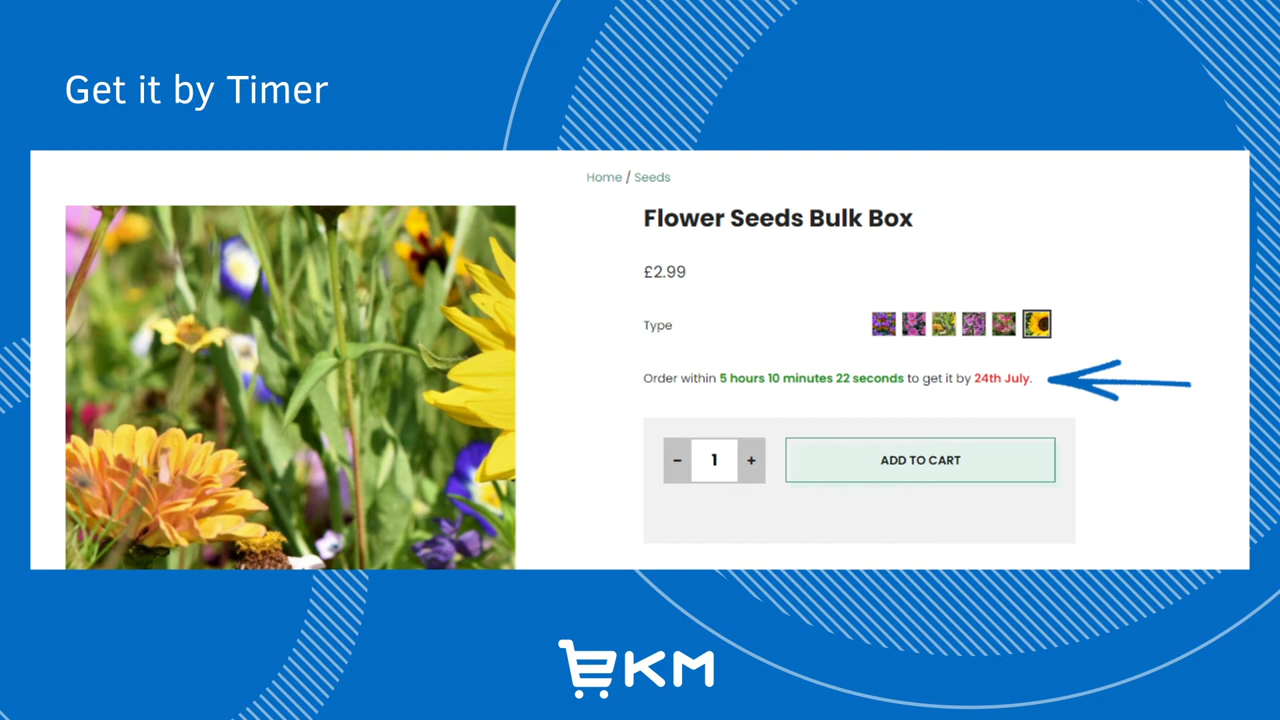 Get it by Timer
Home / Seeds
Flower Seeds Bulk Box
£2.99
Type
Order within 5 hours 10 minutes 22 seconds to get it by 24th July.
- 1 + ADD TO CART
EKM